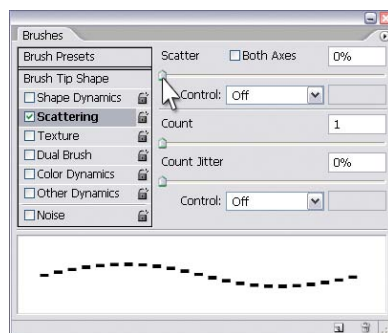 Brushes
Brush Presets
Brush Tip Shape
Shape Dynamics
Scattering
Texture
Dual Brush
Color Dynamics
Other Dynamics
Noise
Scatter Both Axes 0%
Control: Off
Count 1
Count Jitter 0%
Control: Off